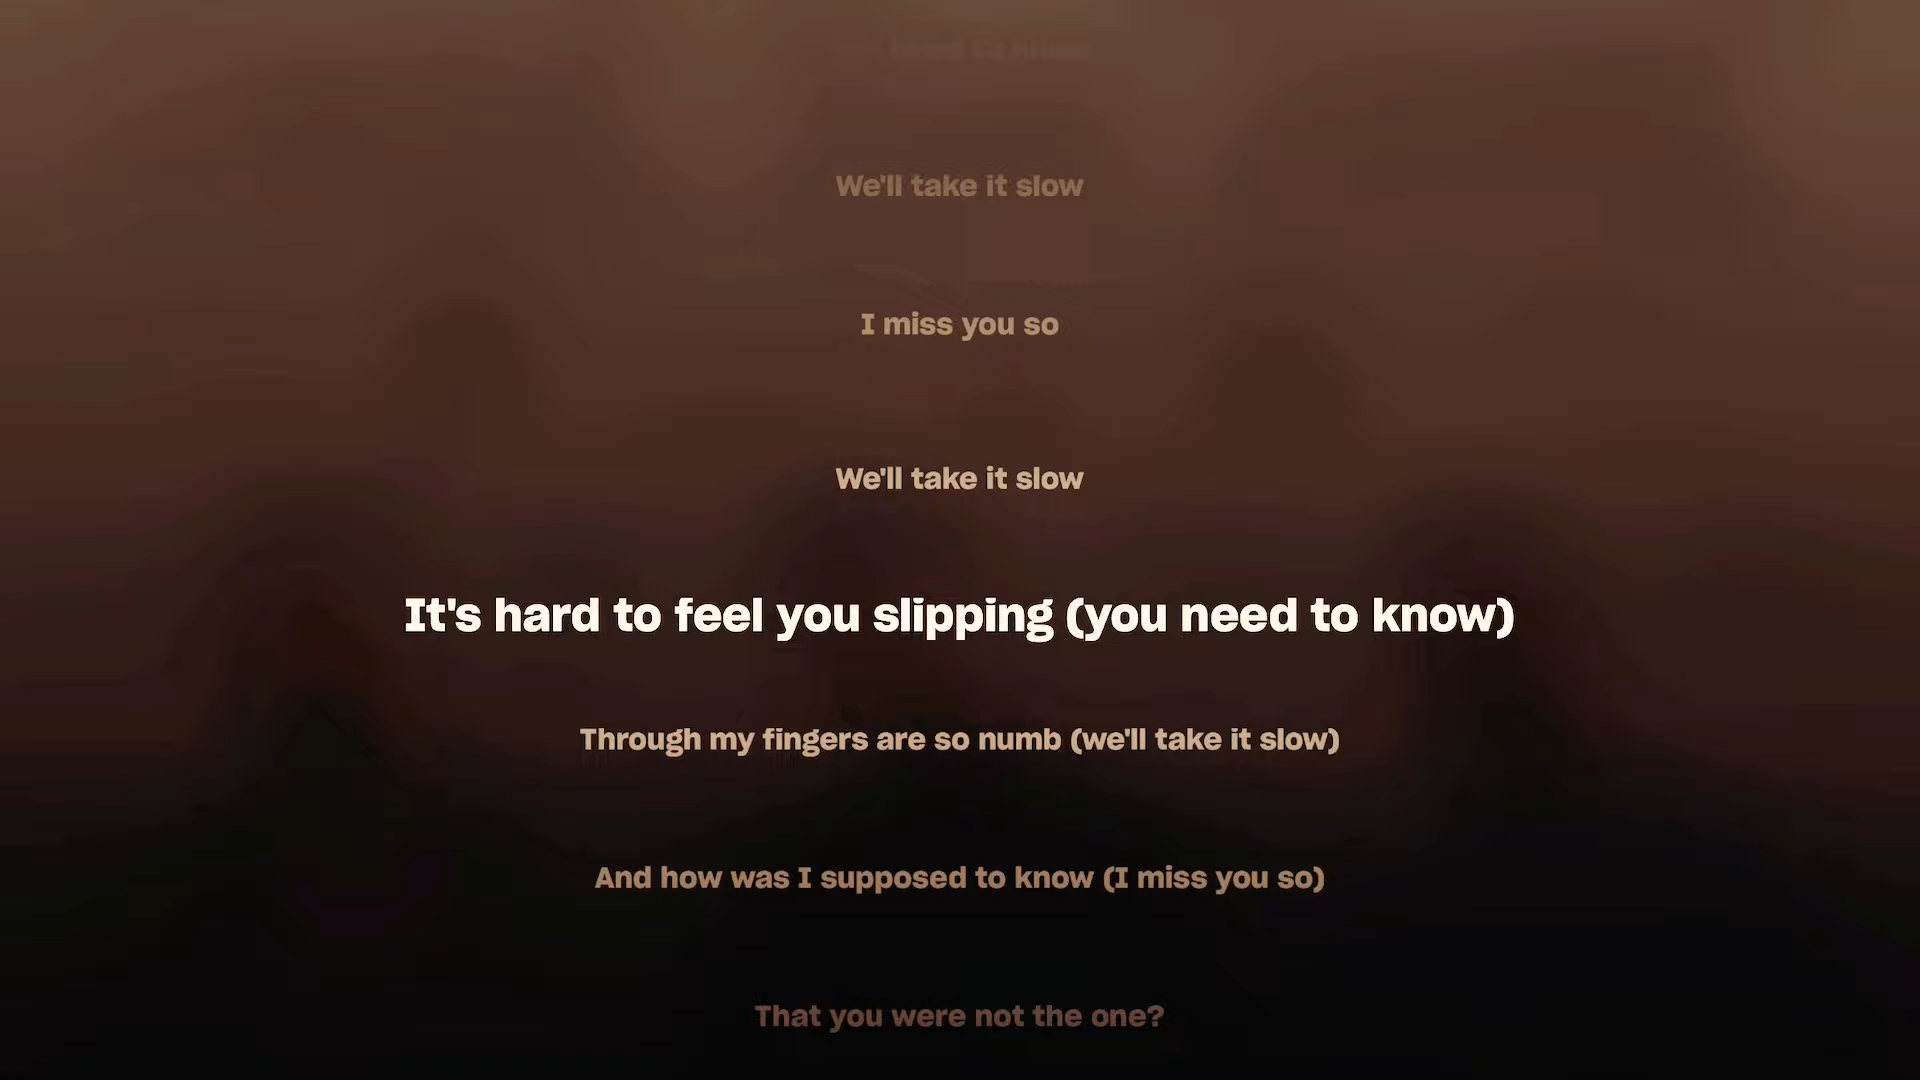 We'll take it slow
I miss you so
We'll take it slow
It's hard to feel you slipping (you need to know)
Through my fingers are so numb (we'll take it slow)
And how was I supposed to know (I miss you so)
That you were not the one?